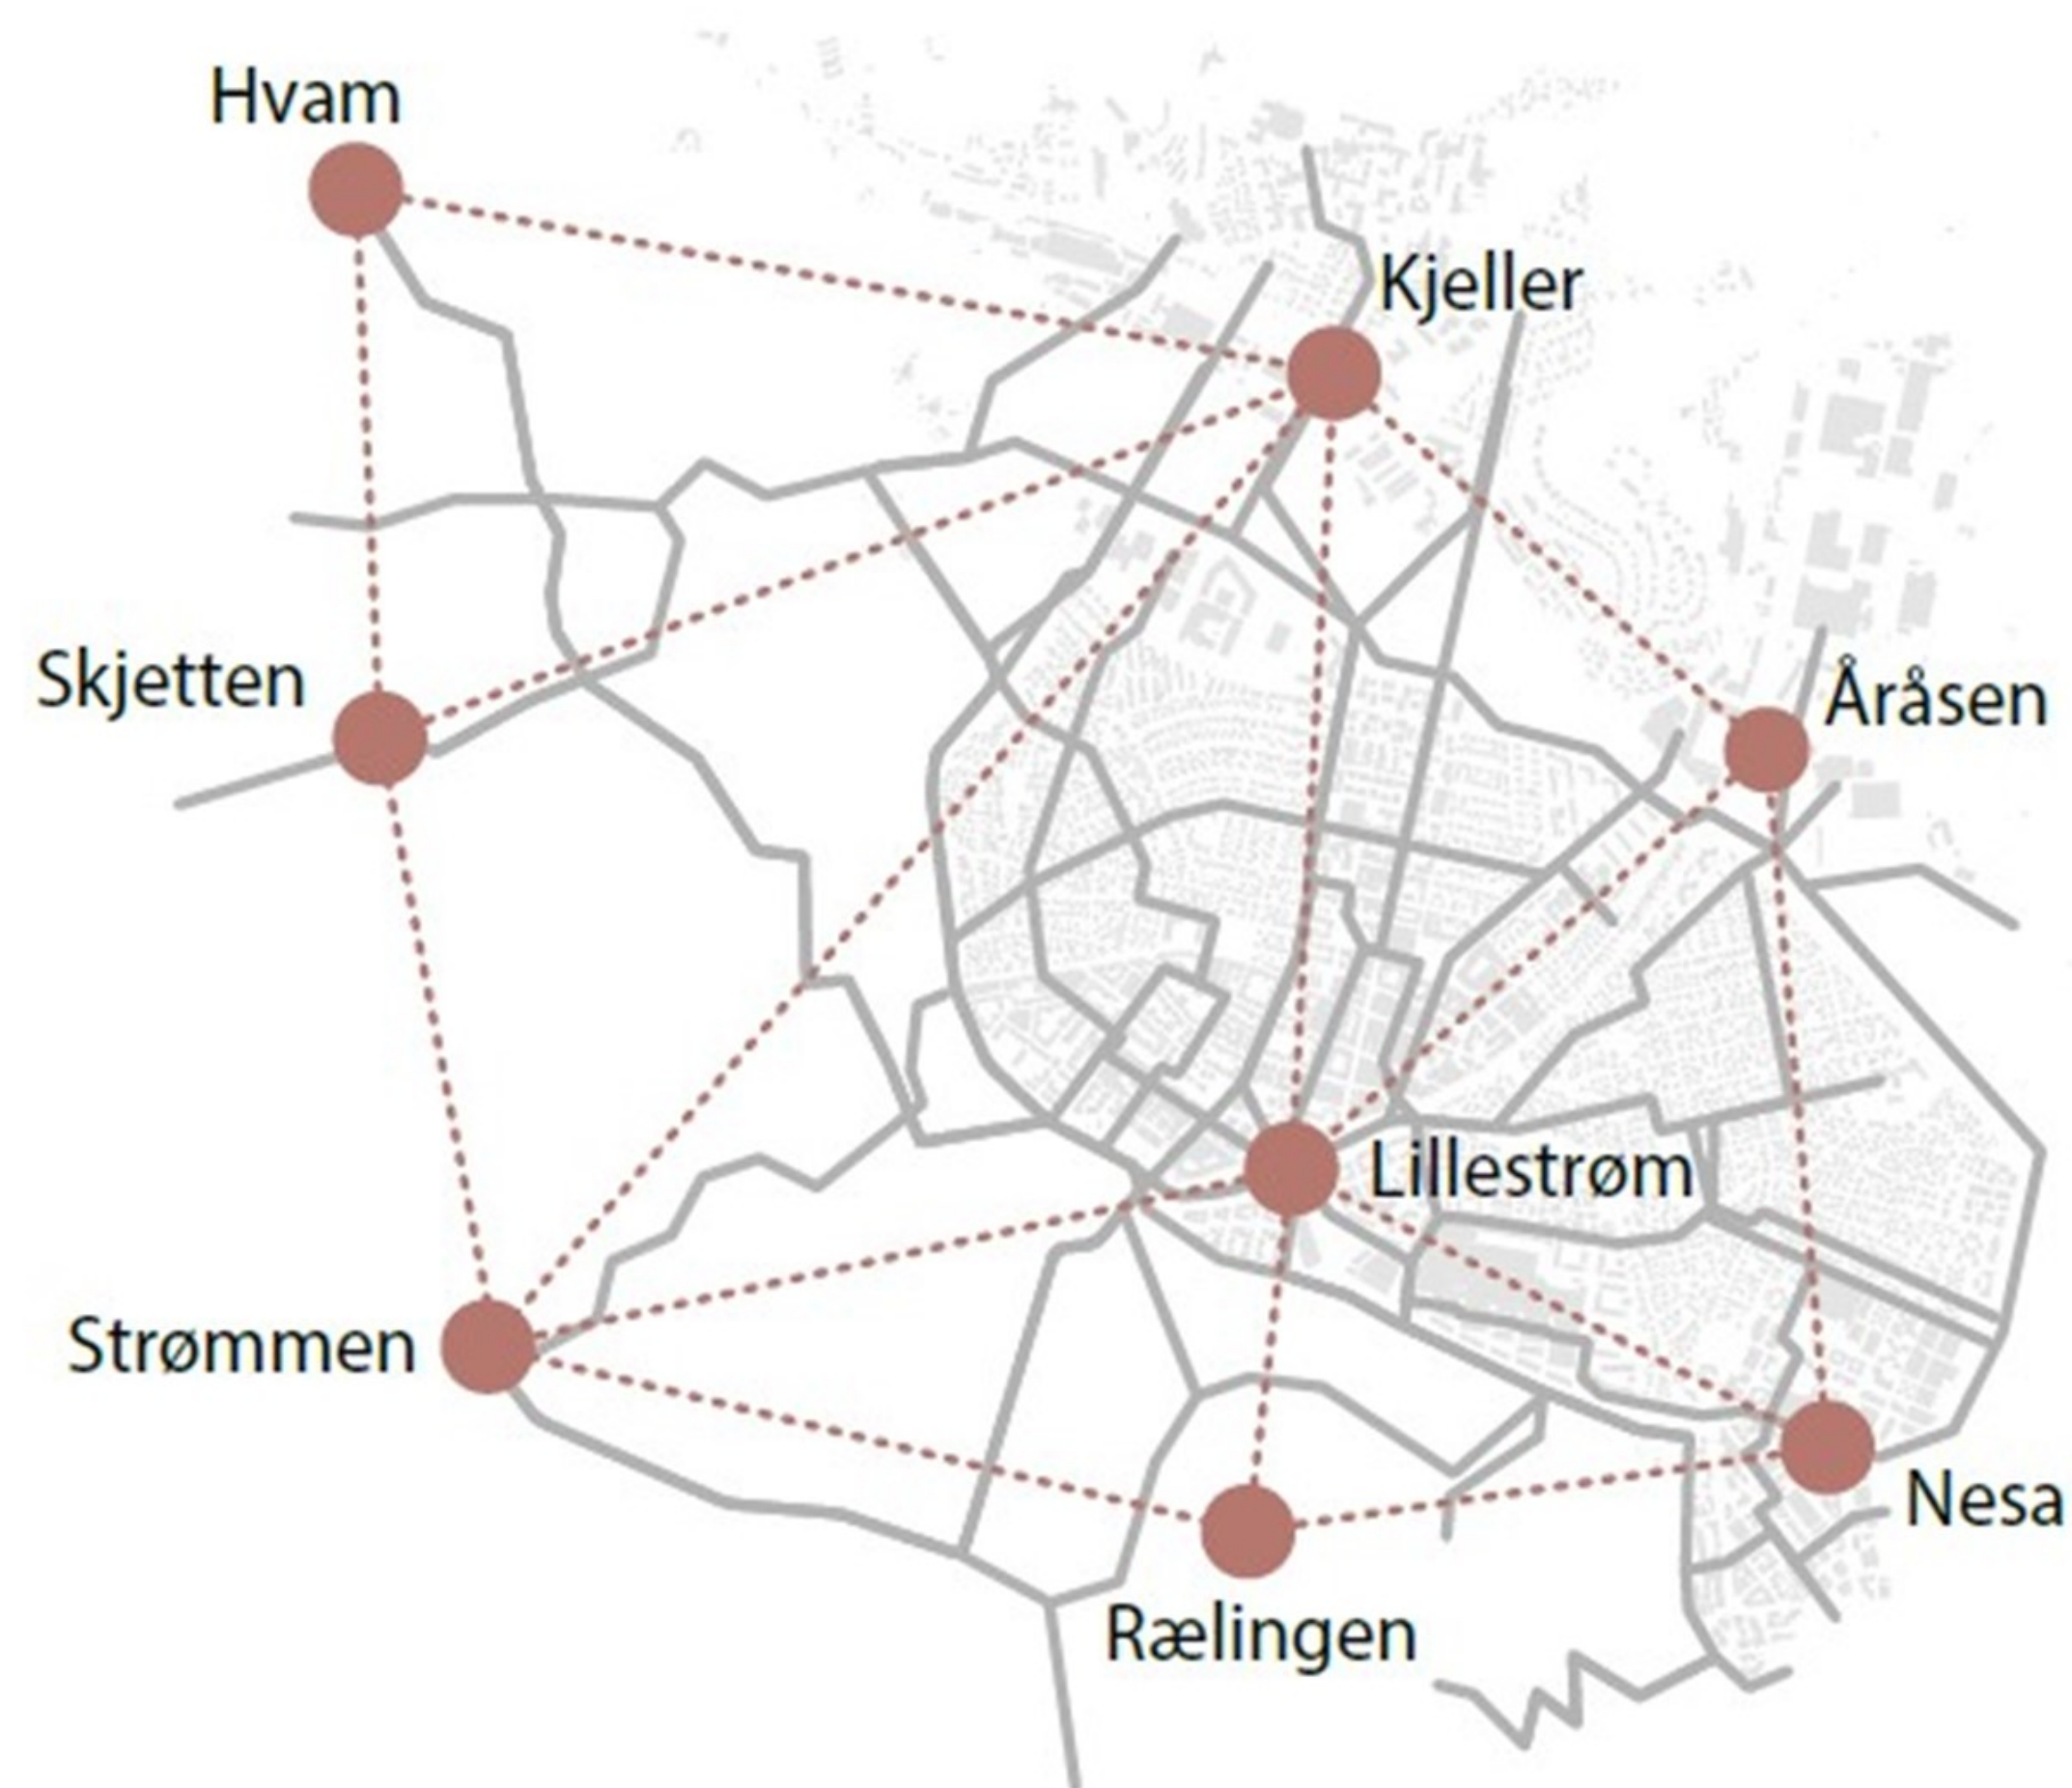 Hvam
Kjeller
Skjetten
Åråsen
Lillestrøm
Strømmen
Nesa
Rælingen